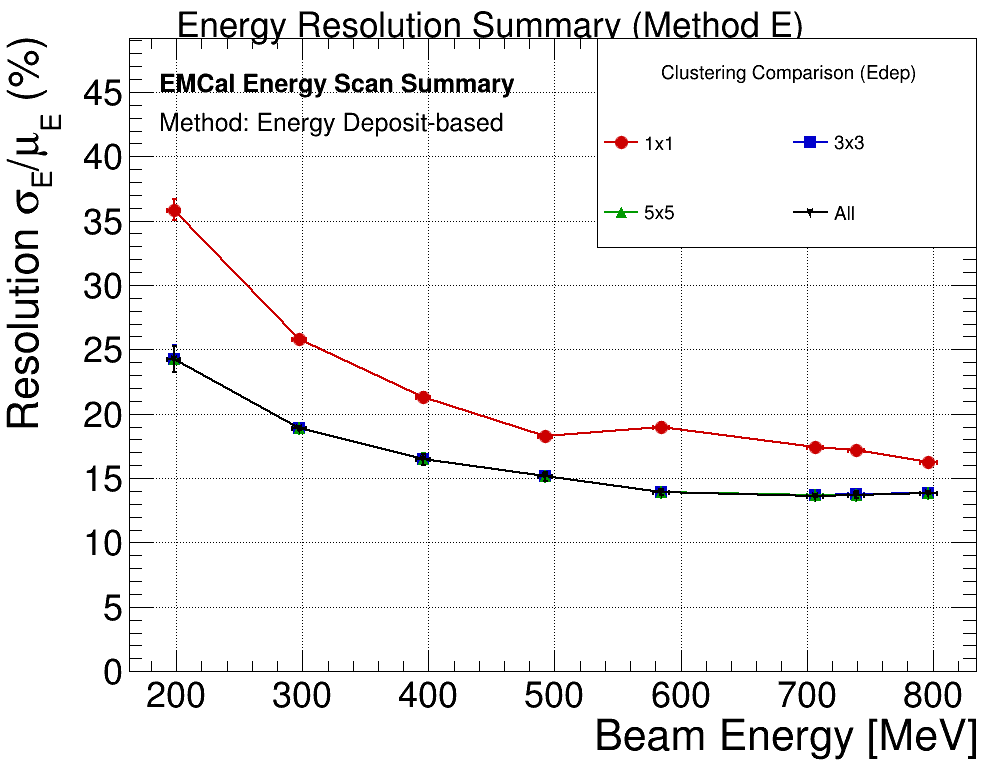 Energy Resolution Summary (Method E)
EMCal Energy Scan Summary
Method: Energy Deposit-based
Clustering Comparison (Edep)
1x1
3x3
5x5
All
Resolution σE/μE (%)
45
40
35
30
25
20
15
10
5
0
200 300 400 500 600 700 800
Beam Energy [MeV]